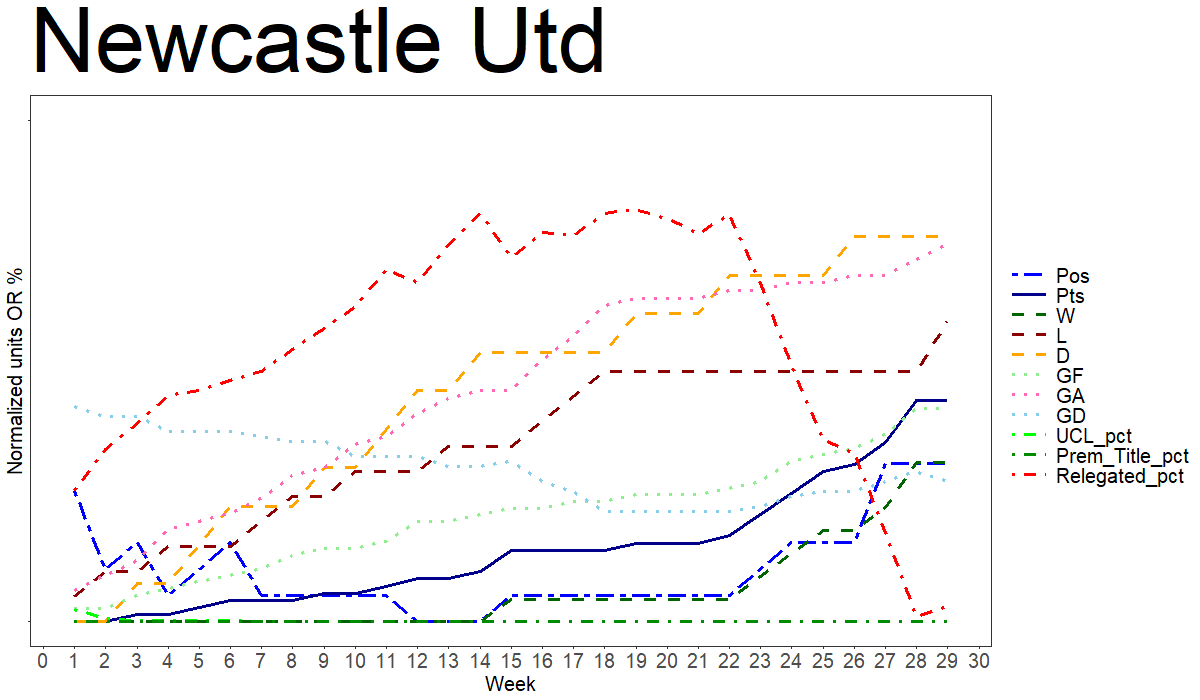 Newcastle Utd
Normalized units OR %
Pos
Pts
W
L
D
GF
GA
GD
UCL_pct
Prem_Title_pct
Relegated_pct
0 1 2 3 4 5 6 7 8 9 10 11 12 13 14 15 16 17 18 19 20 21 22 23 24 25 26 27 28 29 30
Week